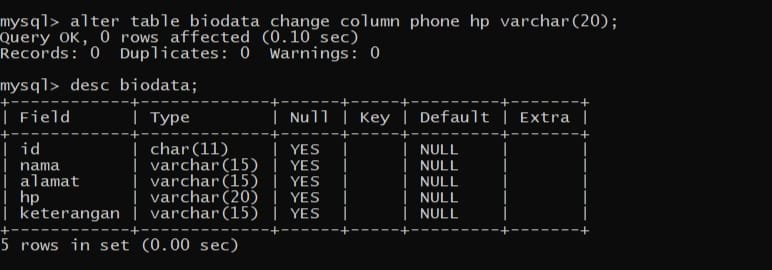 mysql> alter table biodata change column phone hp varchar(20);
Query OK, 0 rows affected (0.10 sec)
Records: 0  Duplicates: 0  Warnings: 0

mysql> desc biodata;
+------------+-------------+------+-----+---------+-------+
| Field      | Type        | Null | Key | Default | Extra |
+------------+-------------+------+-----+---------+-------+
| id         | char(11)    | YES  |     | NULL    |       |
| nama       | varchar(15) | YES  |     | NULL    |       |
| alamat     | varchar(15) | YES  |     | NULL    |       |
| hp         | varchar(20) | YES  |     | NULL    |       |
| keterangan | varchar(15) | YES  |     | NULL    |       |
+------------+-------------+------+-----+---------+-------+
5 rows in set (0.00 sec)